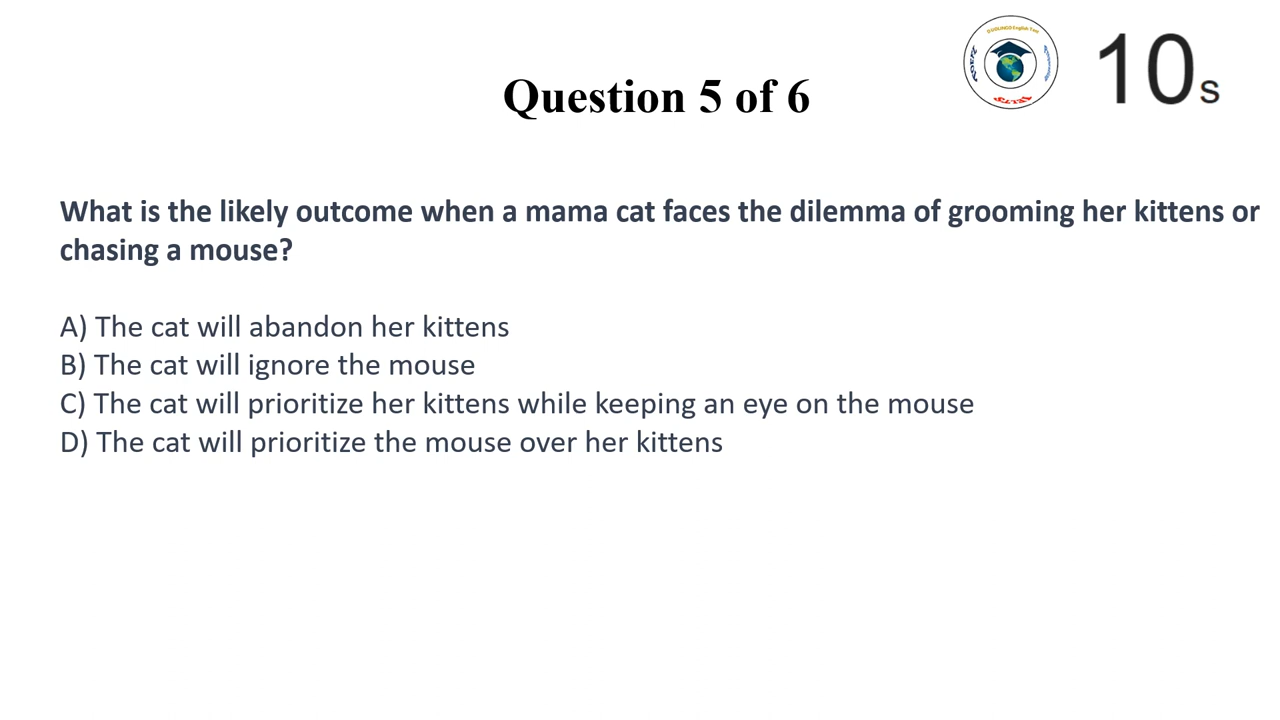 DUOLINGO English Test
10s
Question 5 of 6
What is the likely outcome when a mama cat faces the dilemma of grooming her kittens or
chasing a mouse?
A) The cat will abandon her kittens
B) The cat will ignore the mouse
C) The cat will prioritize her kittens while keeping an eye on the mouse
D) The cat will prioritize the mouse over her kittens